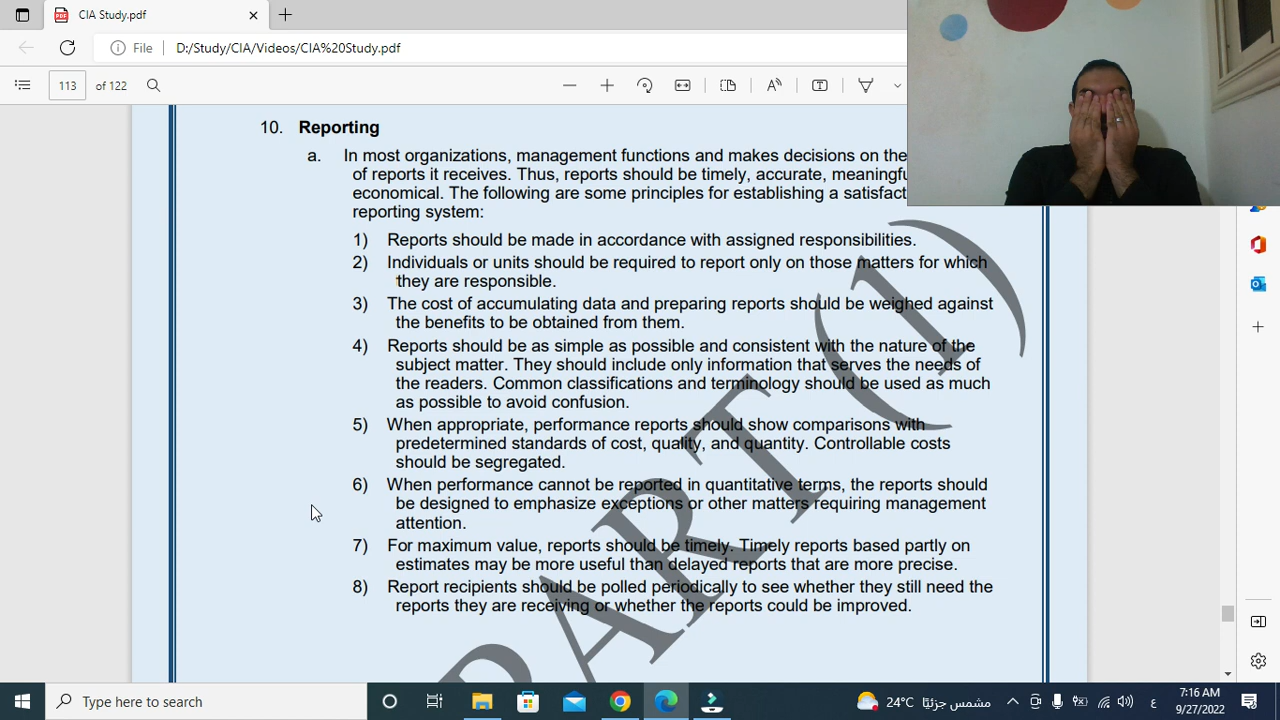 CIA Study.pdf
File
D:/Study/CIA/Videos/CIA%20Study.pdf
113 of 122
10. Reporting
a. In most organizations, management functions and makes decisions on the
of reports it receives. Thus, reports should be timely, accurate,
economical. The following are some principles for establishing a
reporting system:
1) Reports should be made in accordance with assigned responsibilities.
2) Individuals or units should be required to report only on those matters for which
they are responsible.
3) The cost of accumulating data and preparing reports should be weighed against
the benefits to be obtained from them.
4) Reports should be as simple as possible and consistent with the nature of the
subject matter. They should include only information that serves the needs of
the readers. Common classifications and terminology should be used as much
as possible to avoid confusion.
5) When appropriate, performance reports should show comparisons with
predetermined standards of cost, quality, and quantity. Controllable costs
should be segregated.
6) When performance cannot be reported in quantitative terms, the reports should
be designed to emphasize exceptions or other matters requiring management
attention.
7) For maximum value, reports should be timely. Timely reports based partly on
estimates may be more useful than delayed reports that are more precise.
8) Report recipients should be polled periodically to see whether they still need the
reports they are receiving or whether the reports could be improved.
PART (I)
Type here to search
24°C مشمس جزئيًا
ع
7:16 AM
9/27/2022